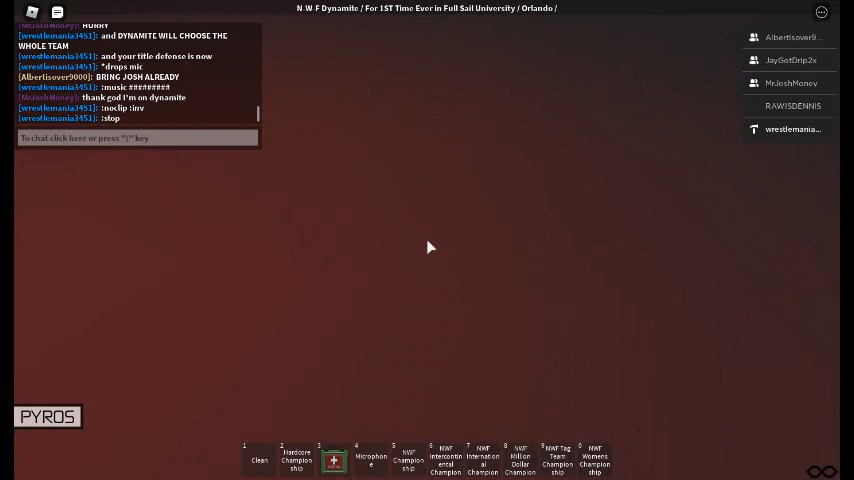 N-W-F Dynamite / For 1ST Time Ever in Full Sail University / Orlando /
[MrJoshMoney]: HURRY
[wrestlemania3451]: and DYNAMITE WILL CHOOSE THE
WHOLE TEAM
[wrestlemania3451]: and your title defense is now
[wrestlemania3451]: *drops mic
[Albertisover9000]: BRING JOSH ALREADY
[wrestlemania3451]: :music #########
[MrJoshMoney]: thank god I'm on dynamite
[wrestlemania3451]: :noclip :inv
[wrestlemania3451]: :stop
To chat click here or press "/" key
Albertisover9...
JayGotDrip2x
MrJoshMoney
RAWISDENNIS
wrestlemania...
PYROS
1
Clean
2
Hardcore
Champion
ship
3
4
Microphon
e
5
NWF
Champion
ship
6
NWF
Intercontin
ental
Champion
7
NWF
Internation
al
Champion
8
NWF
Million
Dollar
Champion
9
NWF Tag
Team
Champion
ship
0
NWF
Womens
Champion
ship